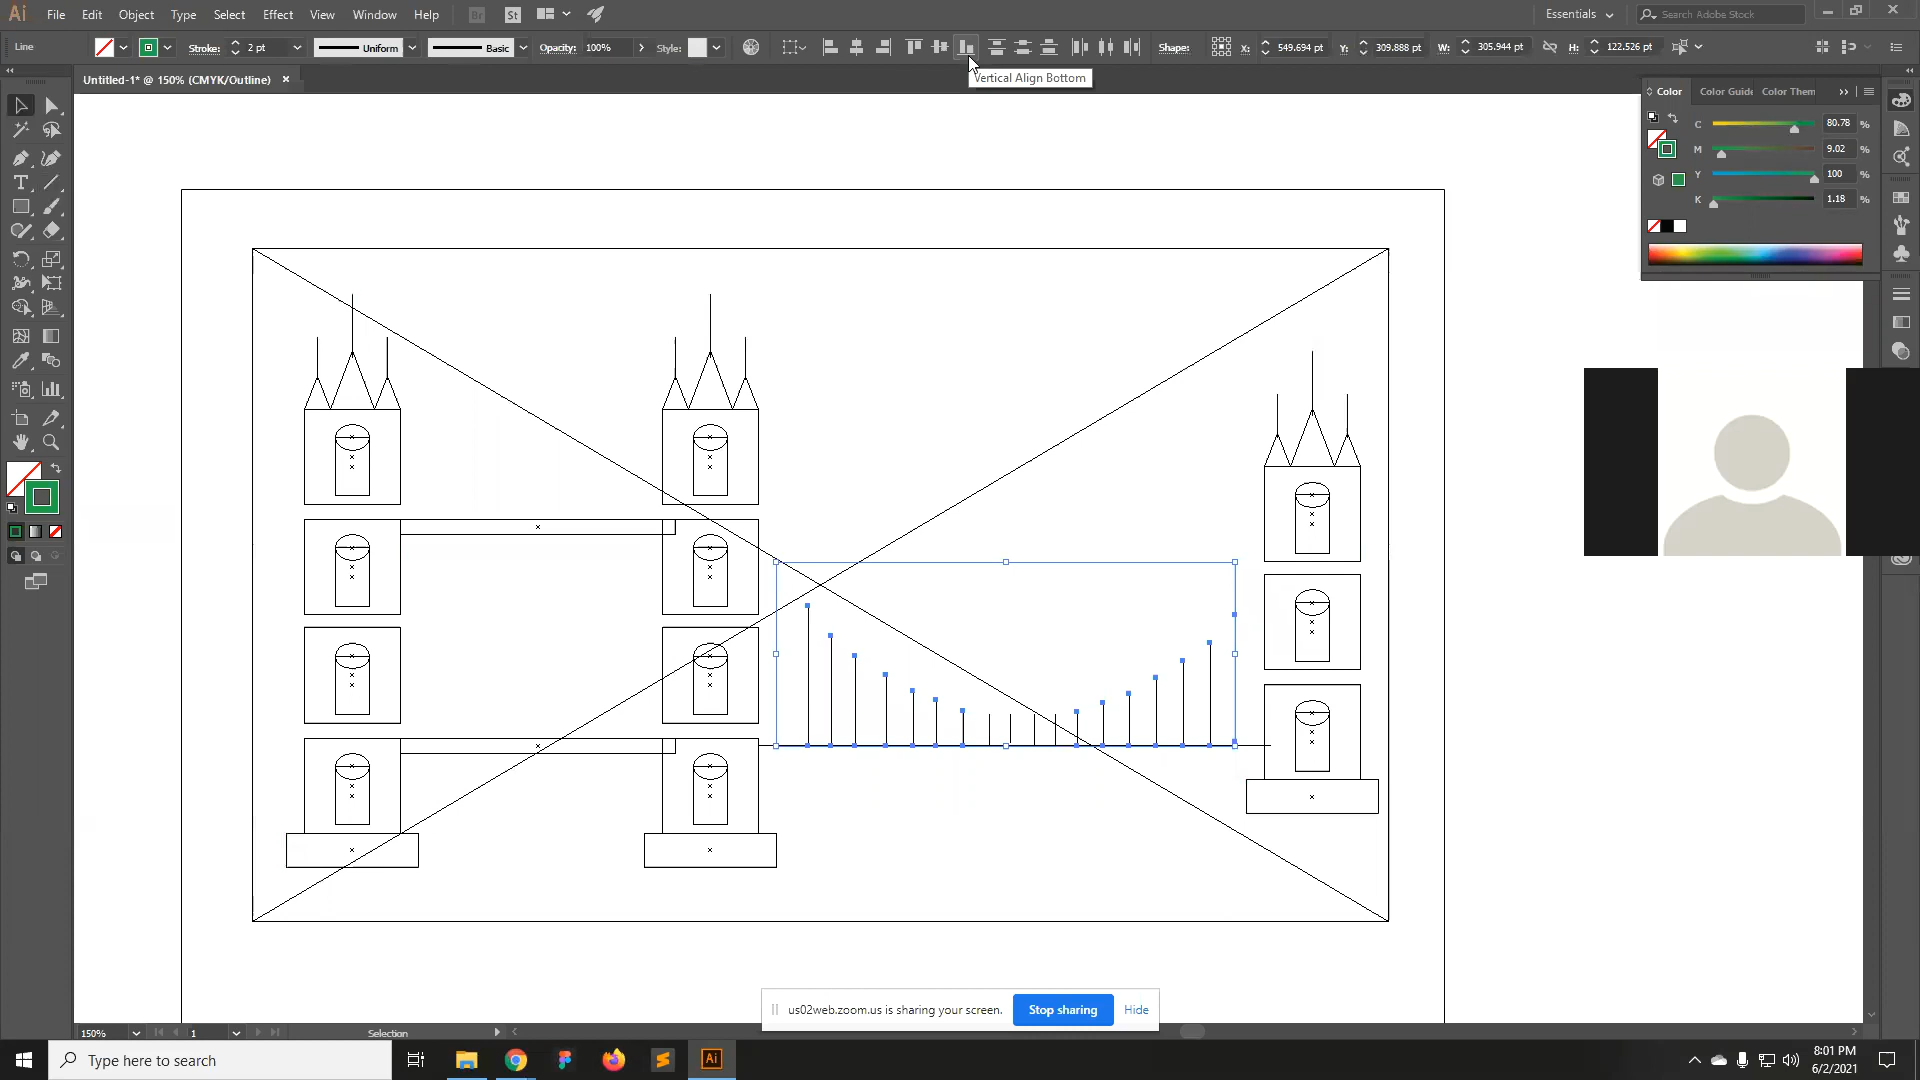 Ai File Edit Object Type Select Effect View Window Help Br St Essentials Search Adobe Stock
Line Stroke: 2 pt Uniform Basic Opacity: 100% Style: Shape: X: 549.694 pt Y: 309.888 pt W: 305.944 pt H: 122.526 pt
Untitled-1* @ 150% (CMYK/Outline)
Vertical Align Bottom
Color Color Guide Color Them
C 80.78 %
M 9.02 %
Y 100 %
K 1.18 %
us02web.zoom.us is sharing your screen. Stop sharing Hide
150% 1 Selection
Type here to search
Ai
8:01 PM
6/2/2021